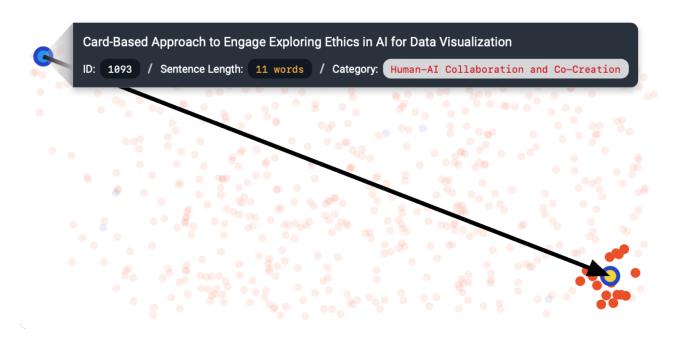 Card-Based Approach to Engage Exploring Ethics in AI for Data Visualization
ID: 1093 / Sentence Length: 11 words / Category: Human-AI Collaboration and Co-Creation